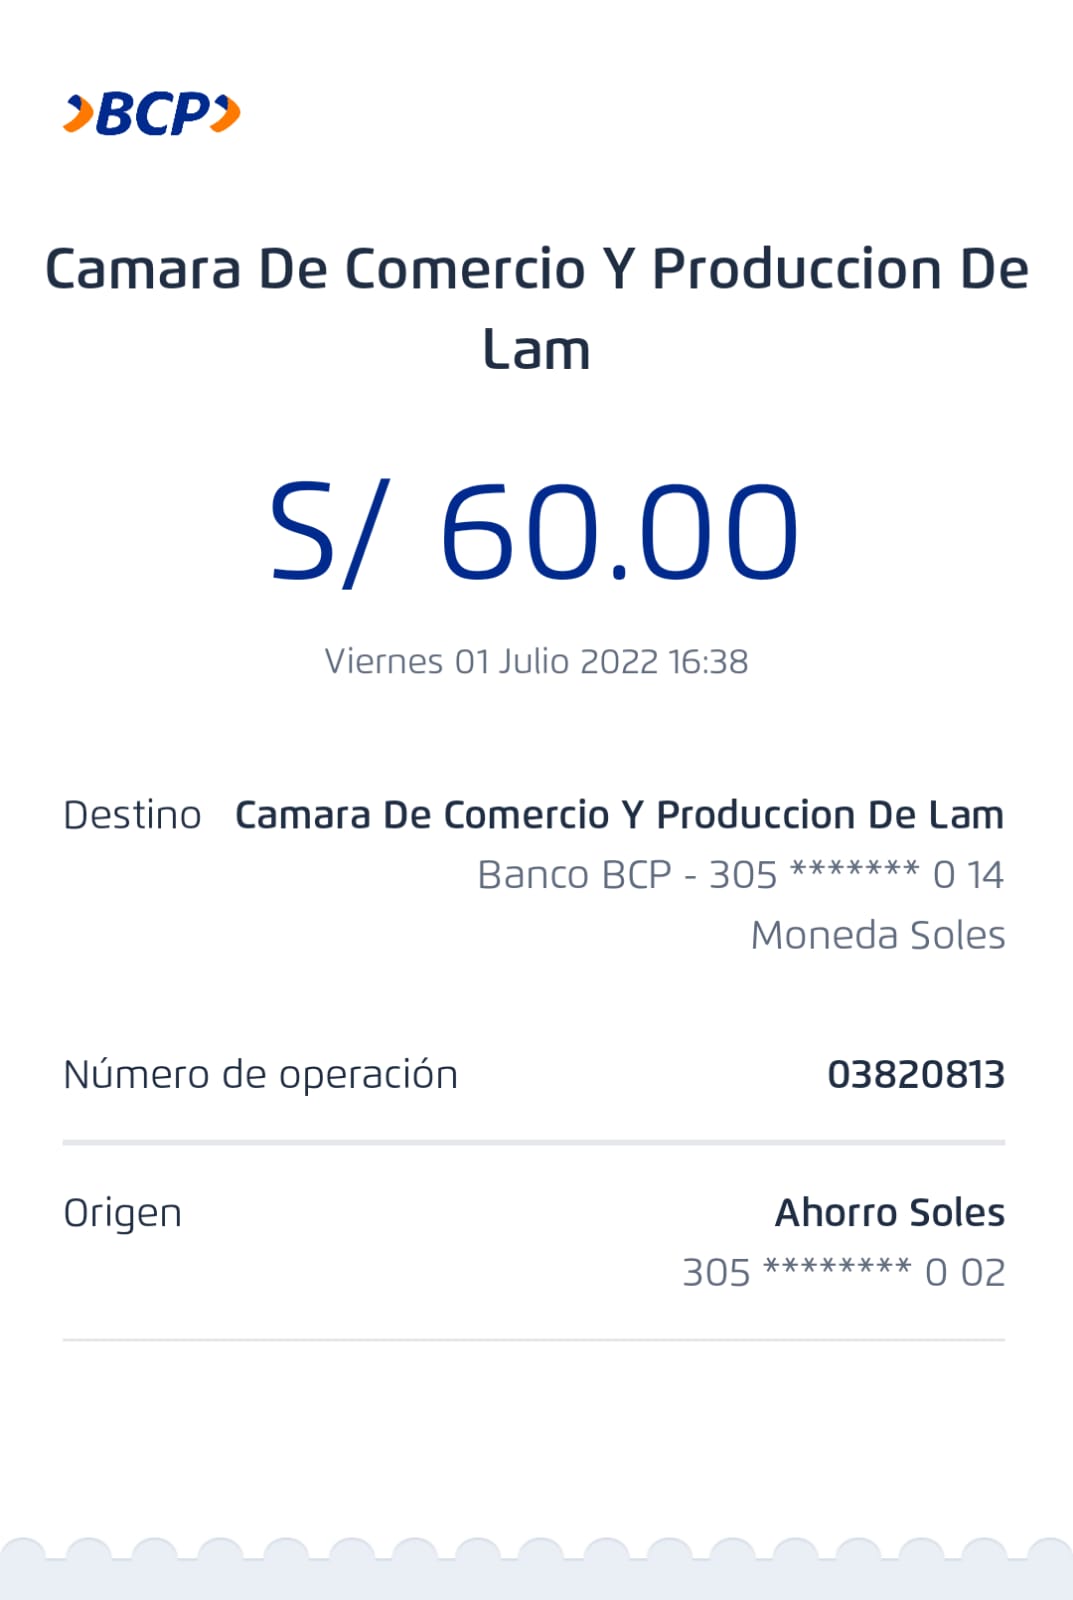 BCP
Camara De Comercio Y Produccion De
Lam
S/ 60.00
Viernes 01 Julio 2022 16:38
Destino Camara De Comercio Y Produccion De Lam
Banco BCP - 305 ******* 0 14
Moneda Soles
Número de operación 03820813
Origen Ahorro Soles
305 ******** 0 02